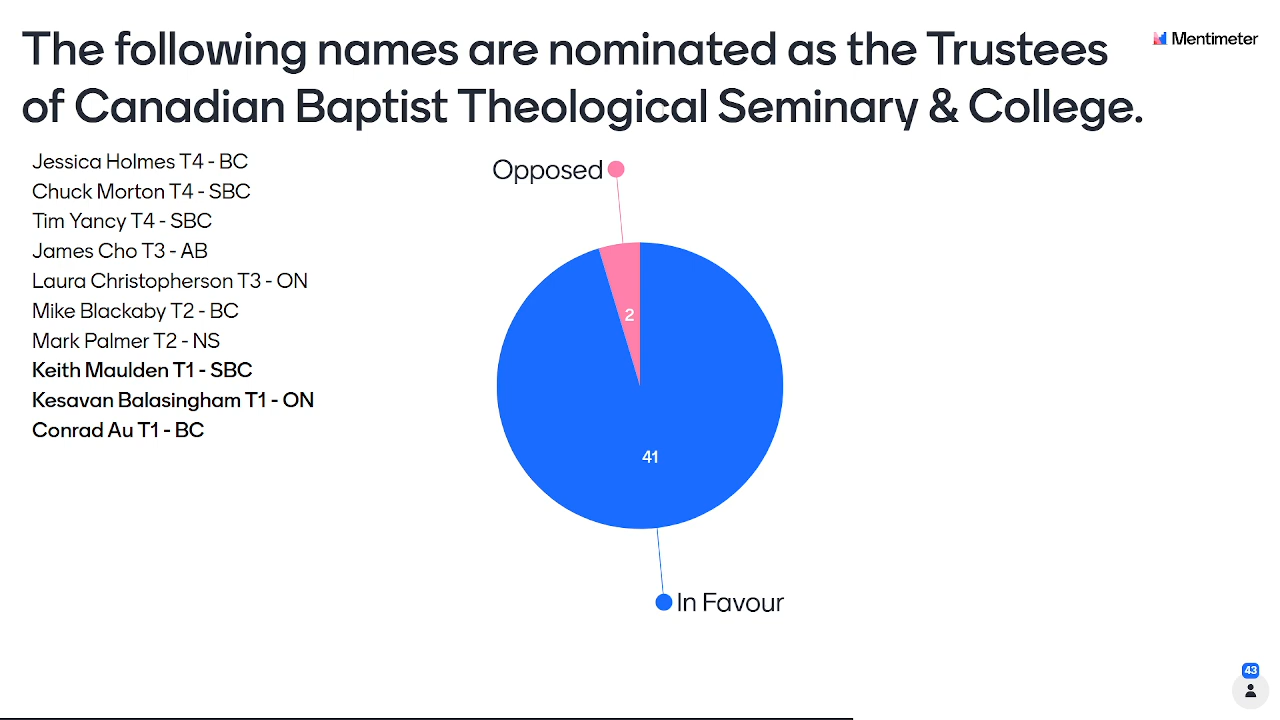 The following names are nominated as the Trustees
of Canadian Baptist Theological Seminary & College.
Mentimeter
Jessica Holmes T4 - BC
Chuck Morton T4 - SBC
Tim Yancy T4 - SBC
James Cho T3 - AB
Laura Christopherson T3 - ON
Mike Blackaby T2 - BC
Mark Palmer T2 - NS
Keith Maulden T1 - SBC
Kesavan Balasingham T1 - ON
Conrad Au T1 - BC
Opposed
2
41
In Favour
43